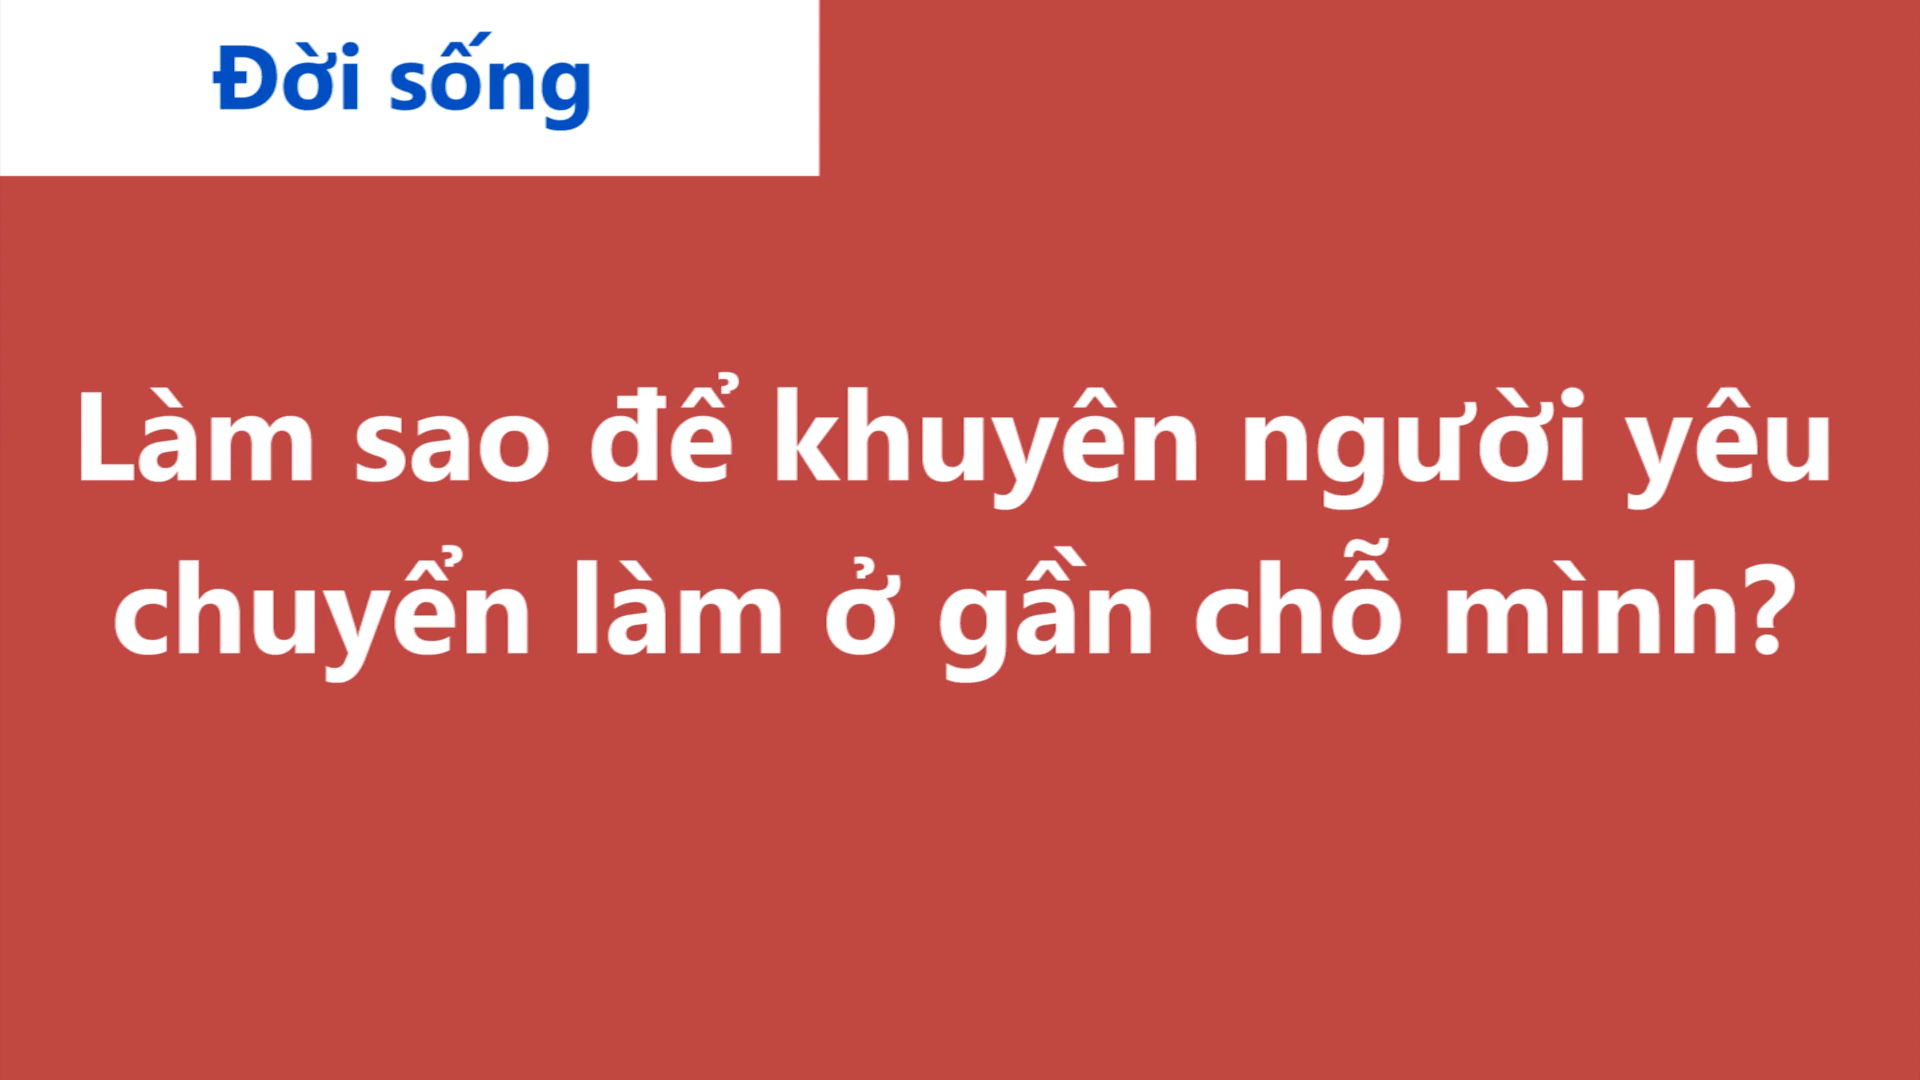 Đời sống
Làm sao để khuyên người yêu
chuyển làm ở gần chỗ mình?